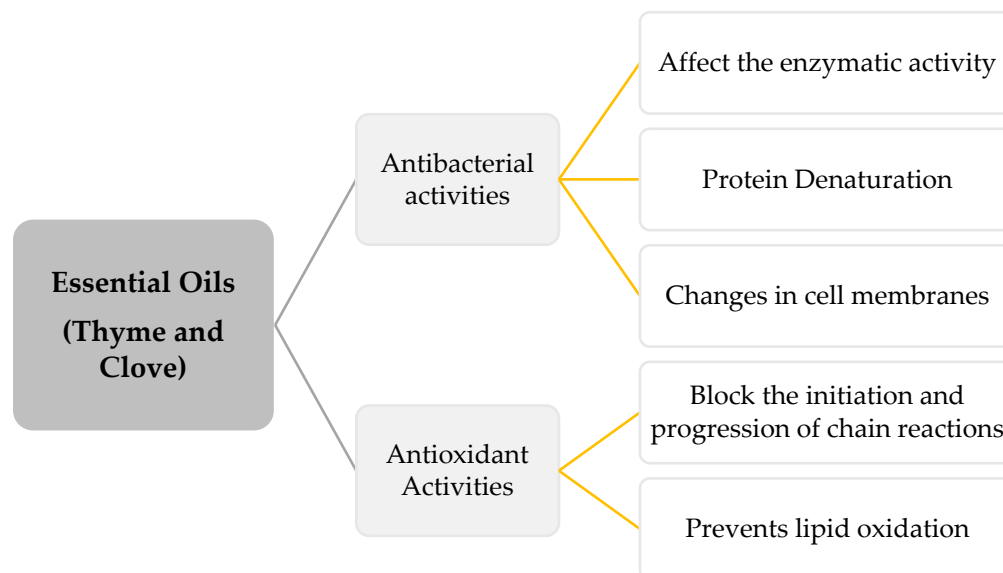 Essential Oils
(Thyme and
Clove)
Antibacterial
activities
Affect the enzymatic activity
Protein Denaturation
Changes in cell membranes
Antioxidant
Activities
Block the initiation and
progression of chain reactions
Prevents lipid oxidation